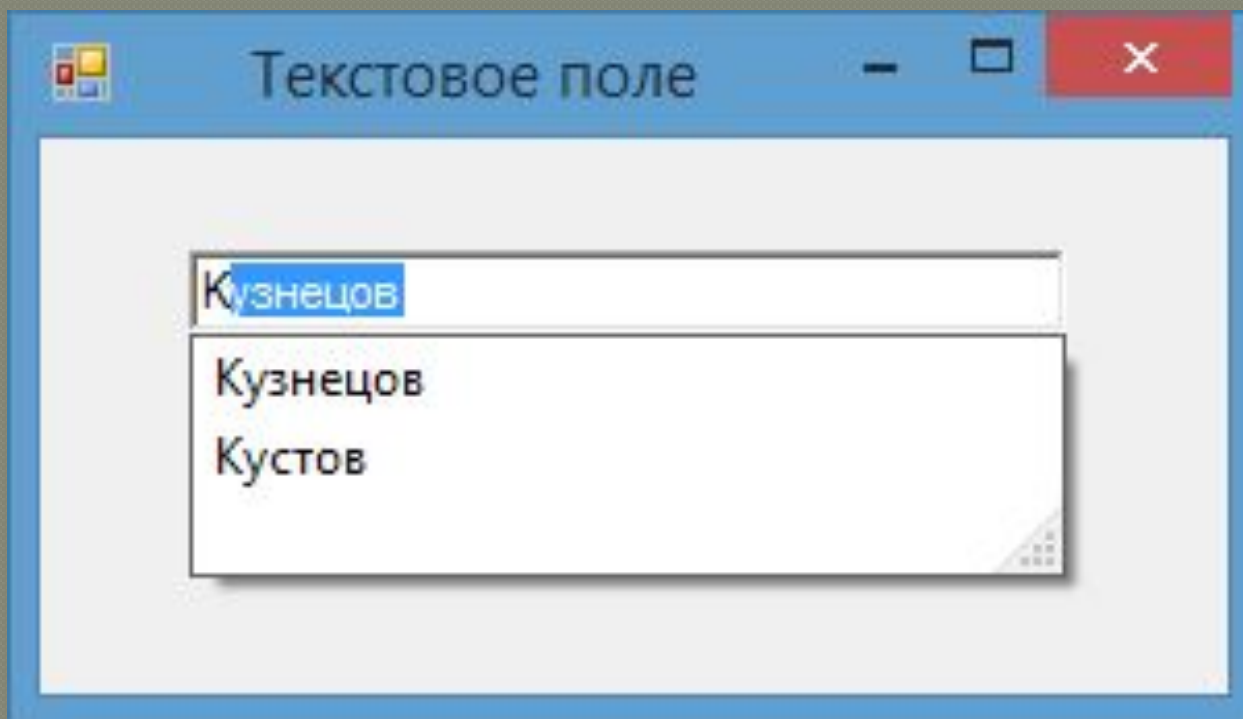 Текстовое поле
Кузнецов
Кузнецов
Кустов